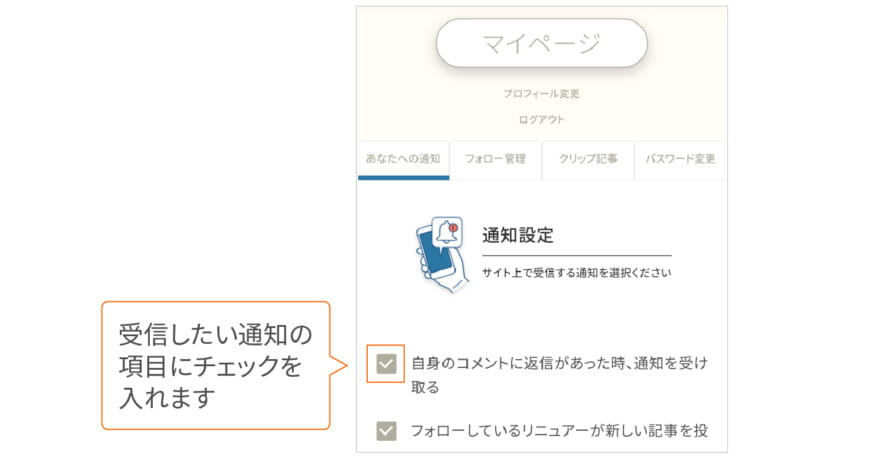 マイページ
プロフィール変更
ログアウト
あなたへの通知 フォロー管理 クリップ記事 パスワード変更
通知設定
サイト上で受信する通知を選択ください
受信したい通知の
項目にチェックを
入れます
自身のコメントに返信があった時、通知を受け
取る
フォローしているリニュアーが新しい記事を投